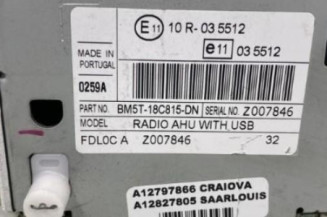 E11 10 R- 03 5512
e11 03 5512
MADE IN
PORTUGAL
0259A
PART NO. BM5T-18C815-DN SERIAL NO. Z007846
MODEL RADIO AHU WITH USB
FDL0C A Z007846 32
A12797866 CRAIOVA
A12827805 SAARLOUIS